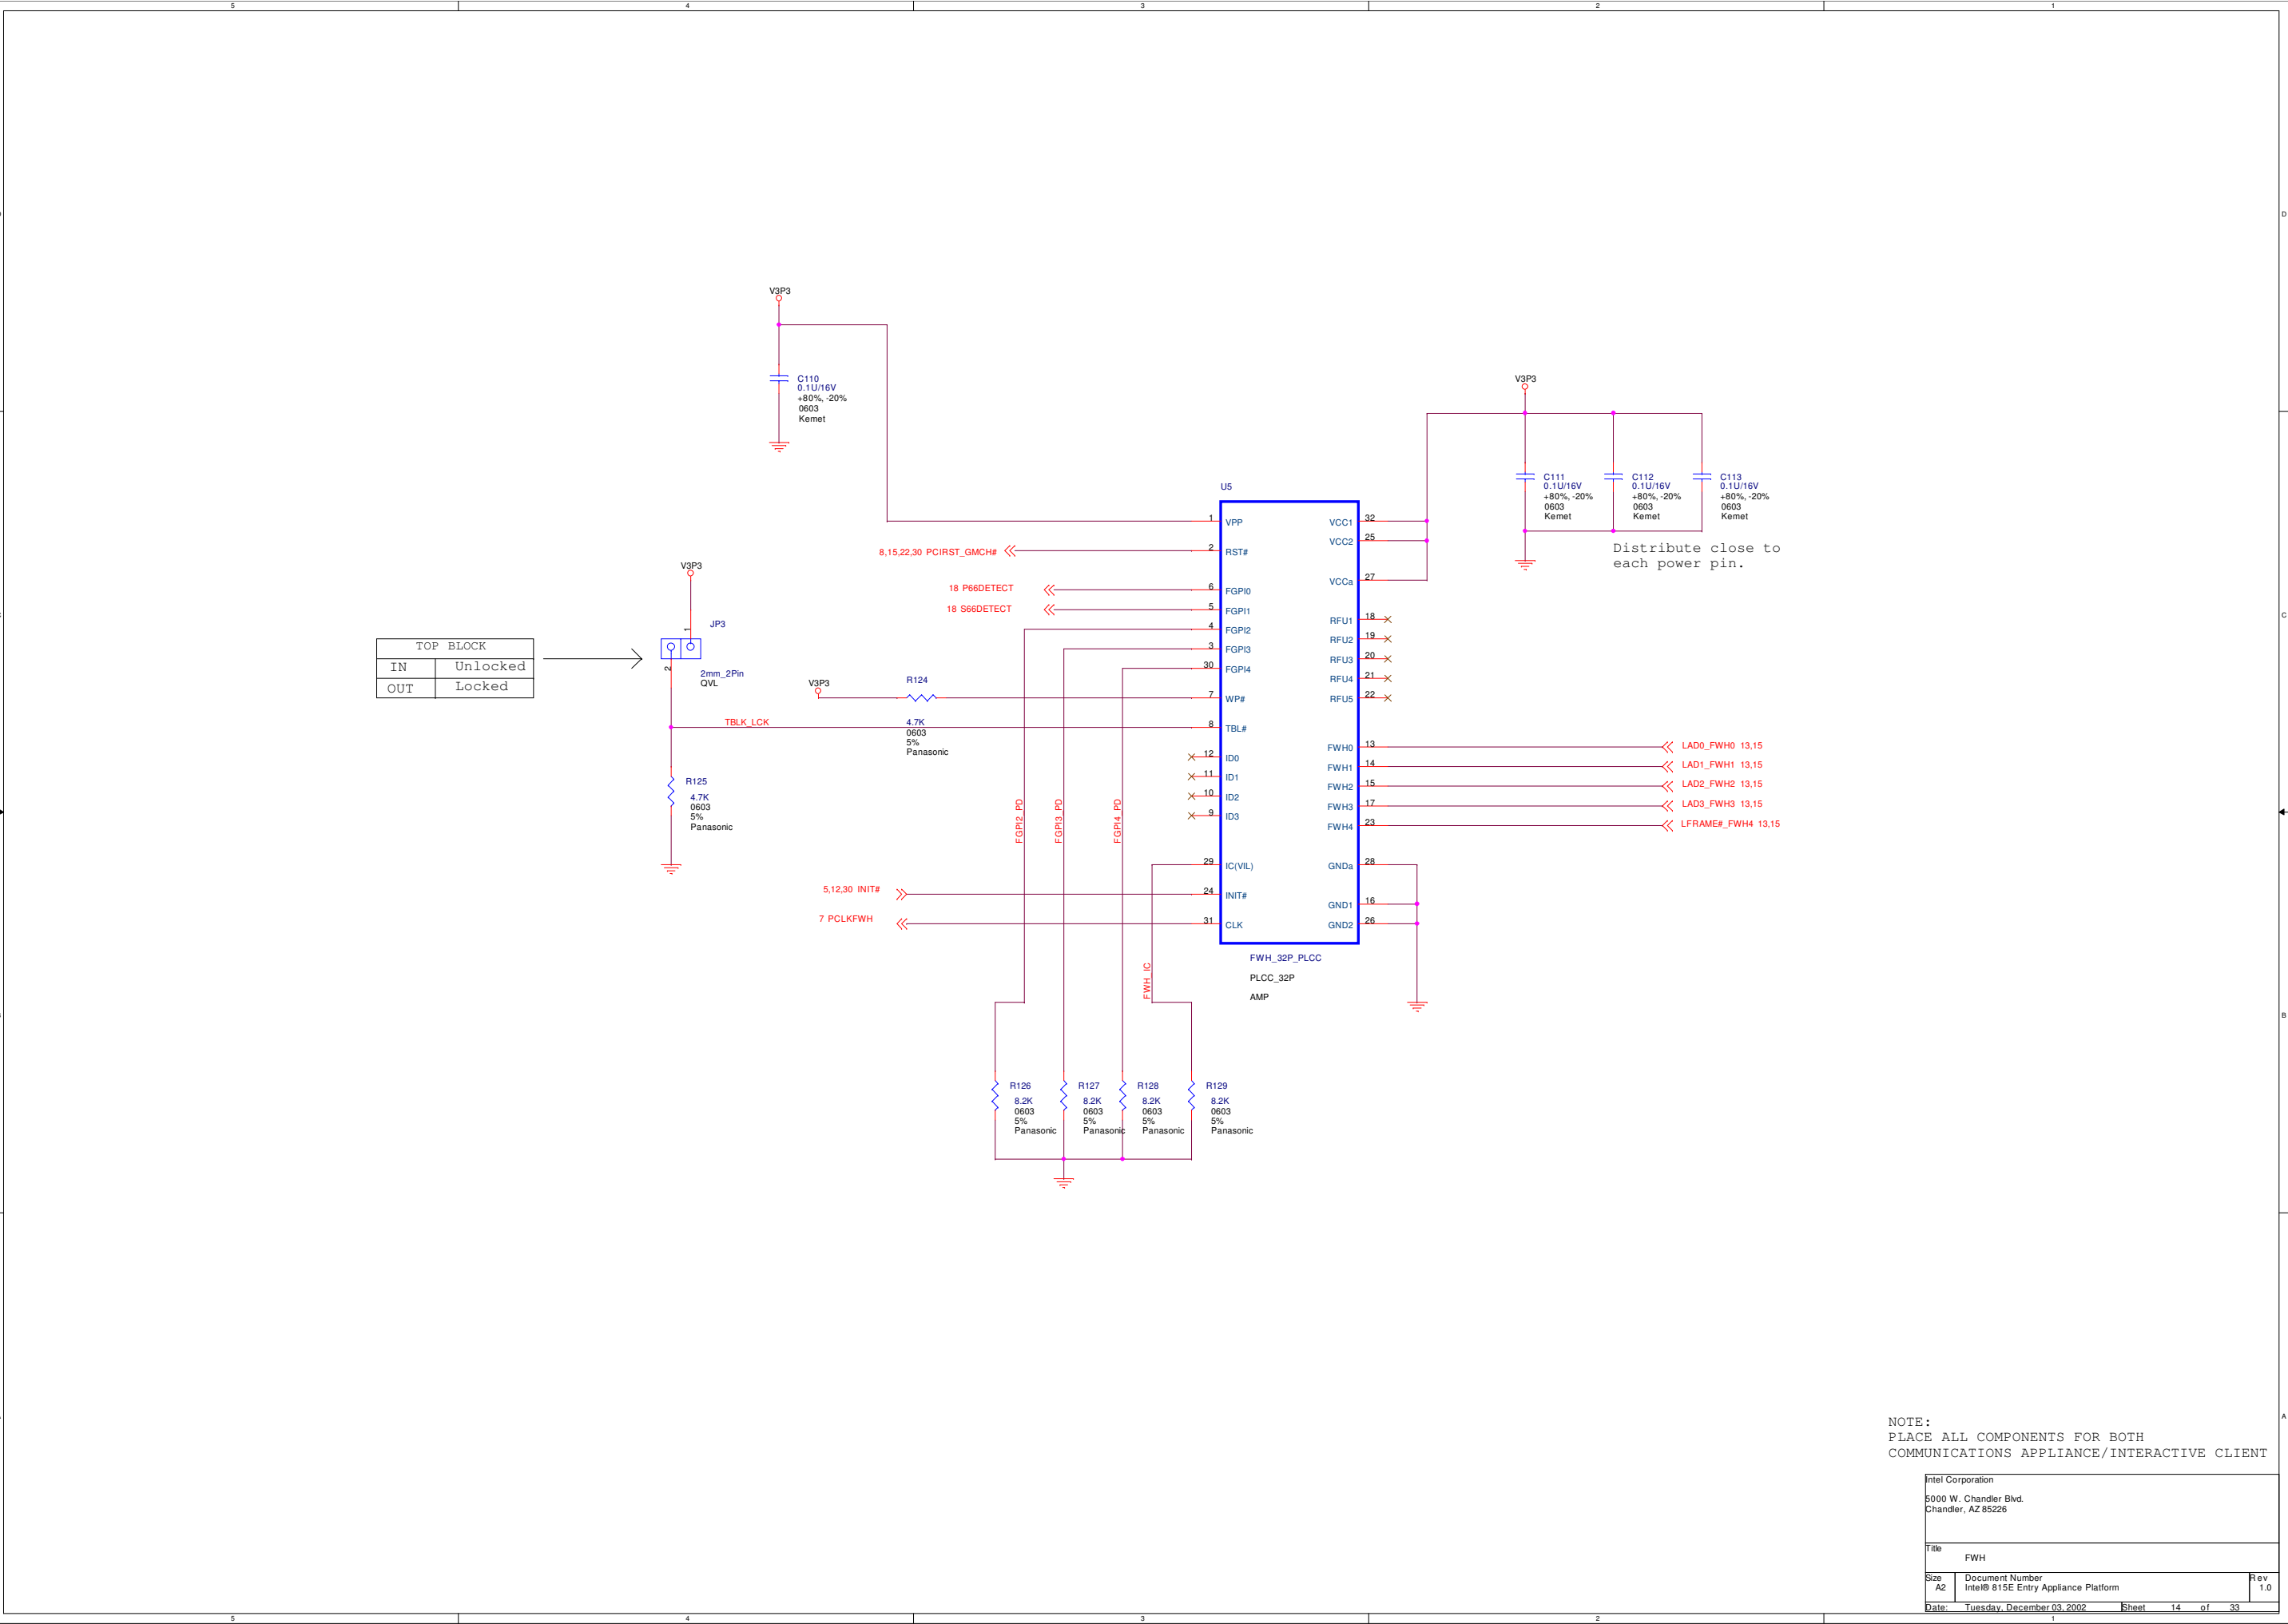 5 4 3 2 1
D
C
B
A
V3P3
C110
0.1U/16V
+80%, -20%
0603
Kemet
V3P3
C111
0.1U/16V
+80%, -20%
0603
Kemet
C112
0.1U/16V
+80%, -20%
0603
Kemet
C113
0.1U/16V
+80%, -20%
0603
Kemet
Distribute close to
each power pin.
U5
1 VPP
2 RST#
6 FGPI0
5 FGPI1
4 FGPI2
3 FGPI3
30 FGPI4
7 WP#
8 TBL#
12 ID0
11 ID1
10 ID2
9 ID3
29 IC(VIL)
24 INIT#
31 CLK
VCC1 32
VCC2 25
VCCa 27
RFU1 18
RFU2 19
RFU3 20
RFU4 21
RFU5 22
FWH0 13
FWH1 14
FWH2 15
FWH3 17
FWH4 23
GNDa 28
GND1 16
GND2 26
FWH_32P_PLCC
PLCC_32P
AMP
8,15,22,30 PCIRST_GMCH#
18 P66DETECT
18 S66DETECT
V3P3
1
JP3
2
2mm_2Pin
QVL
TOP BLOCK
IN Unlocked
OUT Locked
V3P3
R124
4.7K
0603
5%
Panasonic
TBLK_LCK
R125
4.7K
0603
5%
Panasonic
FGPI2_PD
FGPI3_PD
FGPI4_PD
FWH_IC
5,12,30 INIT#
7 PCLKFWH
LAD0_FWH0 13,15
LAD1_FWH1 13,15
LAD2_FWH2 13,15
LAD3_FWH3 13,15
LFRAME#_FWH4 13,15
R126
8.2K
0603
5%
Panasonic
R127
8.2K
0603
5%
Panasonic
R128
8.2K
0603
5%
Panasonic
R129
8.2K
0603
5%
Panasonic
NOTE:
PLACE ALL COMPONENTS FOR BOTH
COMMUNICATIONS APPLIANCE/INTERACTIVE CLIENT
Intel Corporation
5000 W. Chandler Blvd.
Chandler, AZ 85226
Title
FWH
Size
A2
Document Number
Intel® 815E Entry Appliance Platform
Rev
1.0
Date: Tuesday, December 03, 2002 Sheet 14 of 33
5 4 3 2 1